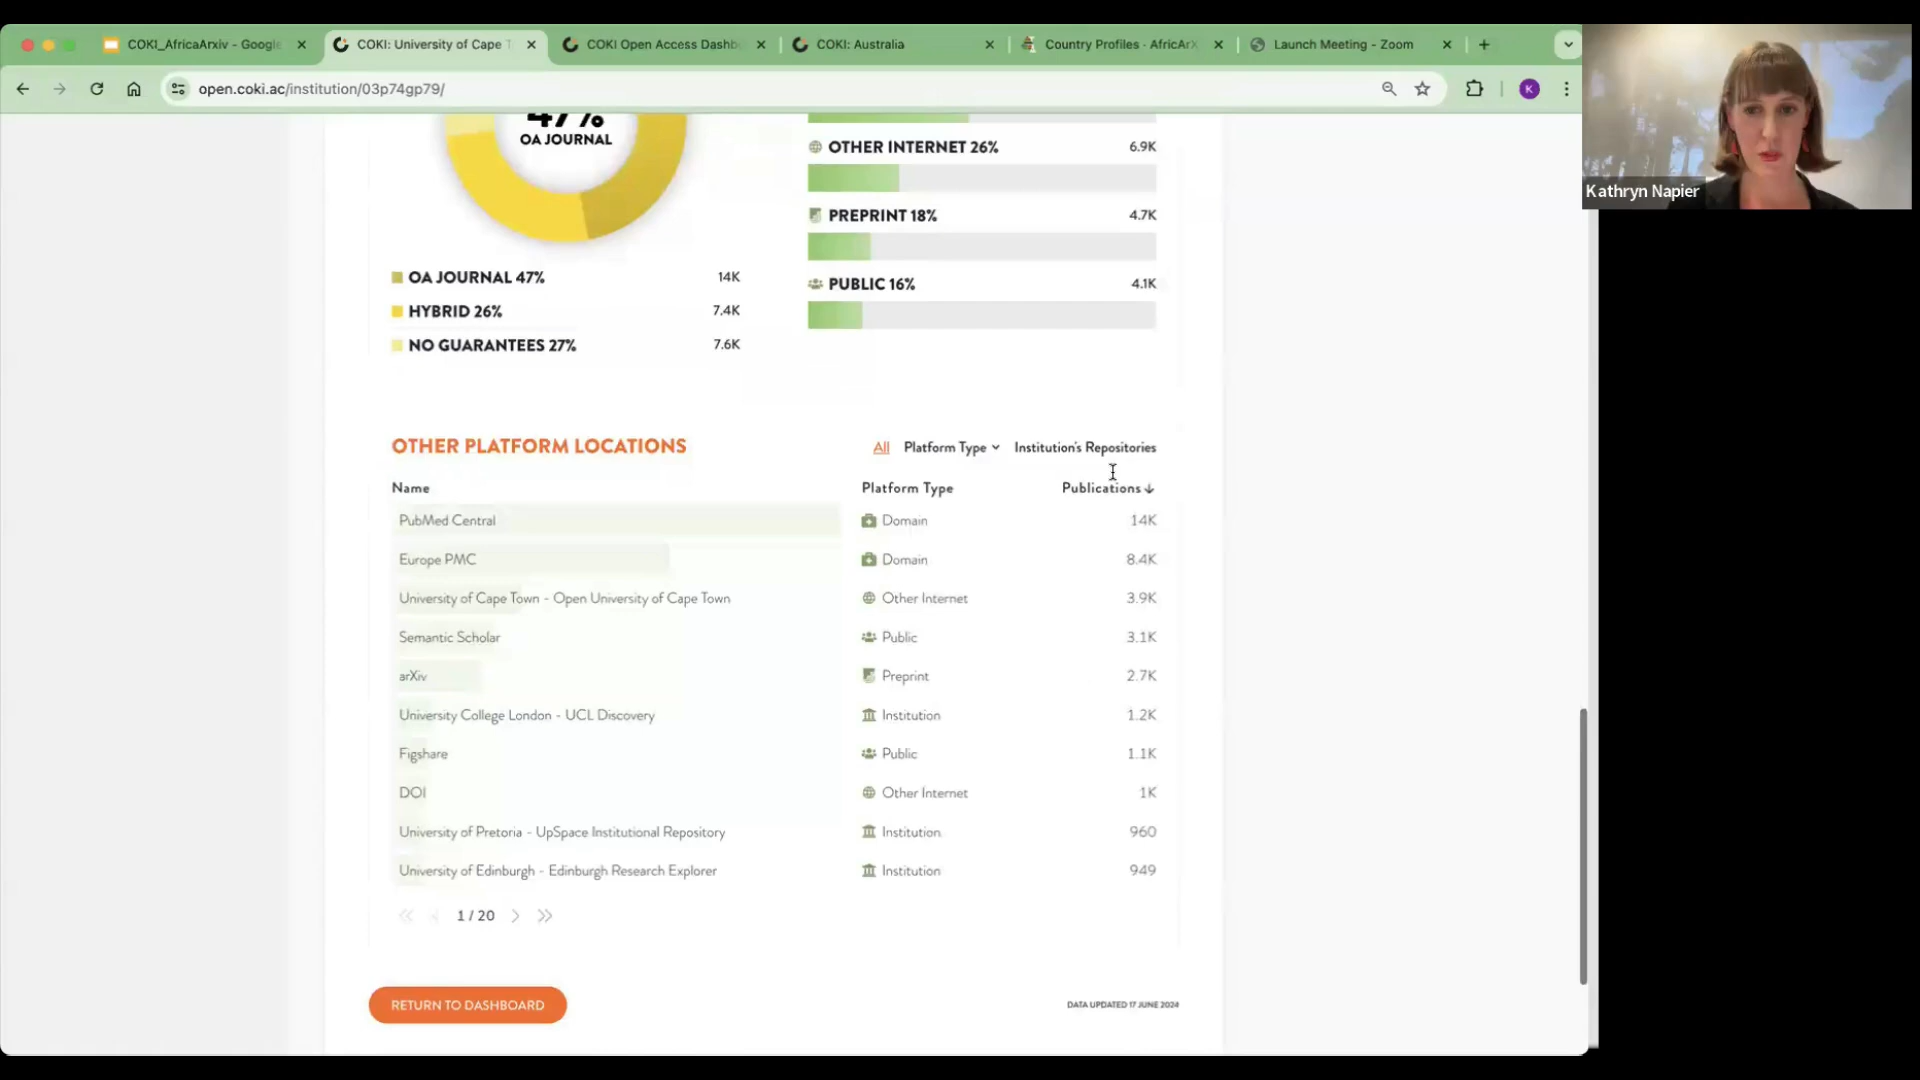 COKI_AfricaArxiv - Google
COKI: University of Cape T
COKI Open Access Dashb
COKI: Australia
Country Profiles · AfricArX
Launch Meeting - Zoom
open.coki.ac/institution/03p74gp79/
K
Kathryn Napier
47%
OA JOURNAL
OA JOURNAL 47% 14K
HYBRID 26% 7.4K
NO GUARANTEES 27% 7.6K
OTHER INTERNET 26% 6.9K
PREPRINT 18% 4.7K
PUBLIC 16% 4.1K
OTHER PLATFORM LOCATIONS
All Platform Type Institution's Repositories
Name Platform Type Publications
PubMed Central Domain 14K
Europe PMC Domain 8.4K
University of Cape Town - Open University of Cape Town Other Internet 3.9K
Semantic Scholar Public 3.1K
arXiv Preprint 2.7K
University College London - UCL Discovery Institution 1.2K
Figshare Public 1.1K
DOI Other Internet 1K
University of Pretoria - UpSpace Institutional Repository Institution 960
University of Edinburgh - Edinburgh Research Explorer Institution 949
1 / 20
RETURN TO DASHBOARD
DATA UPDATED 17 JUNE 2024